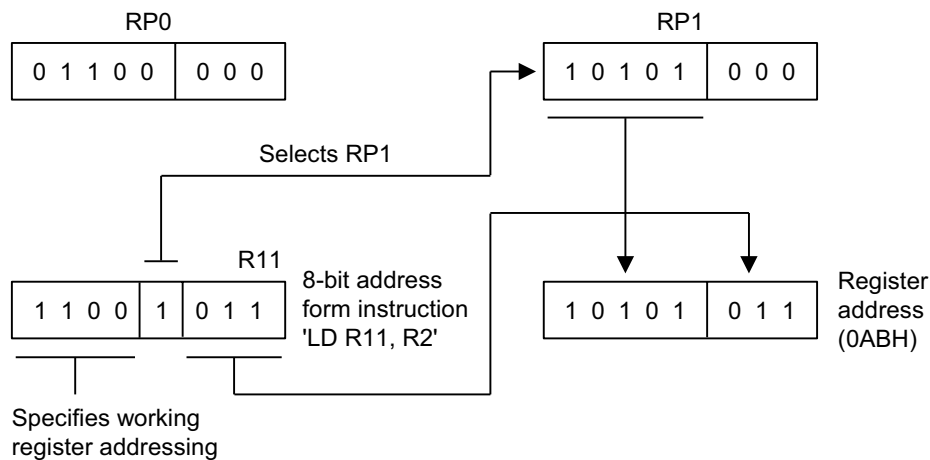 RP0
RP1
0 1 1 0 0 0 0 0
1 0 1 0 1 0 0 0
Selects RP1
R11
1 1 0 0 1 0 1 1
8-bit address
form instruction
'LD R11, R2'
1 0 1 0 1 0 1 1
Register
address
(0ABH)
Specifies working
register addressing